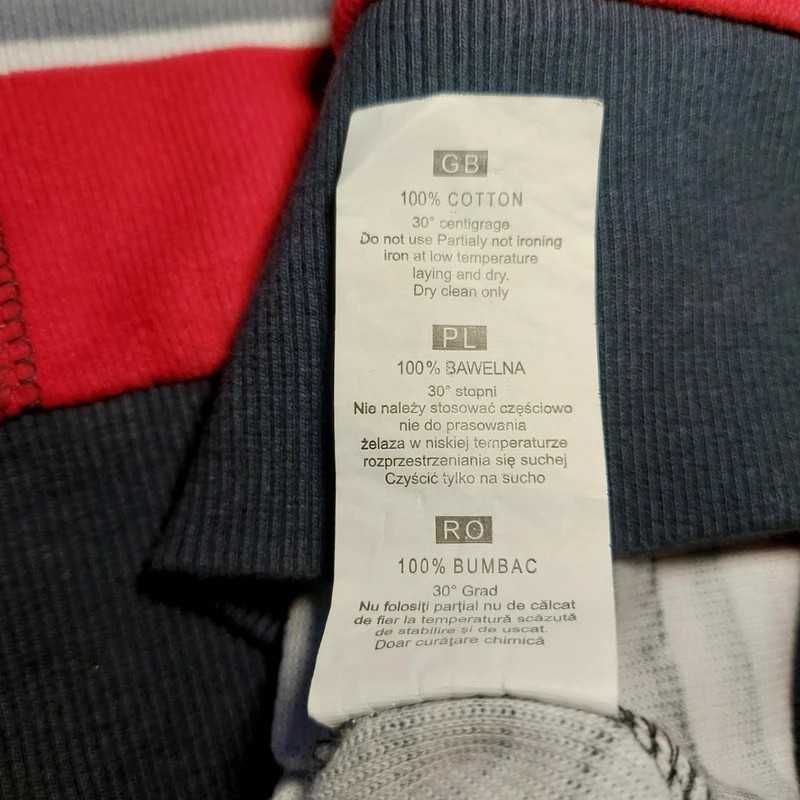 GB
100% COTTON
30° centigrage
Do not use Partialy not ironing
iron at low temperature
laying and dry.
Dry clean only
PL
100% BAWELNA
30° stopni
Nie należy stosować częściowo
nie do prasowania
żelaza w niskiej temperaturze
rozprzestrzeniania się suchej
Czyścić tylko na sucho
RO
100% BUMBAC
30° Grad
Nu folosiți parțial nu de călcat
de fier la temperatură scăzută
de stabilire și de uscat.
Doar curățare chimică